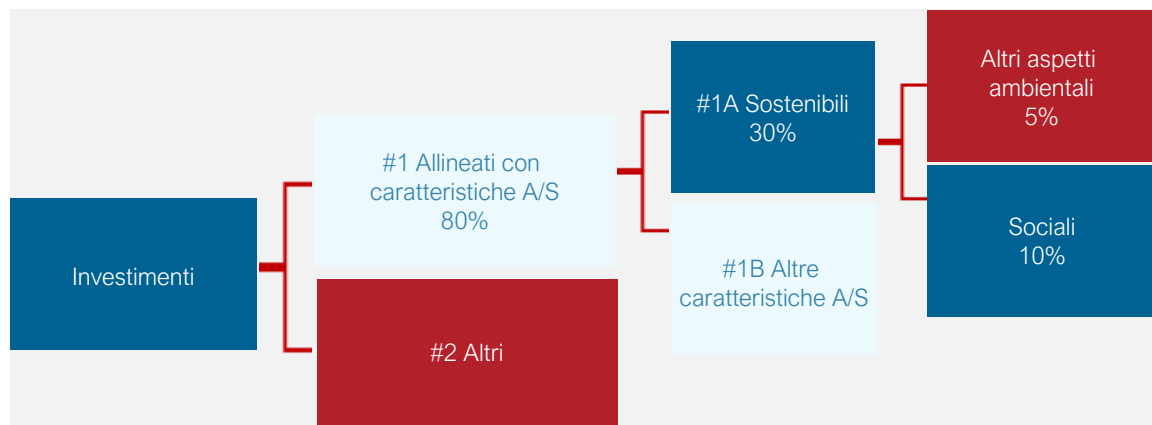 Investimenti
#1 Allineati con
caratteristiche A/S
80%
#2 Altri
#1A Sostenibili
30%
#1B Altre
caratteristiche A/S
Altri aspetti
ambientali
5%
Sociali
10%